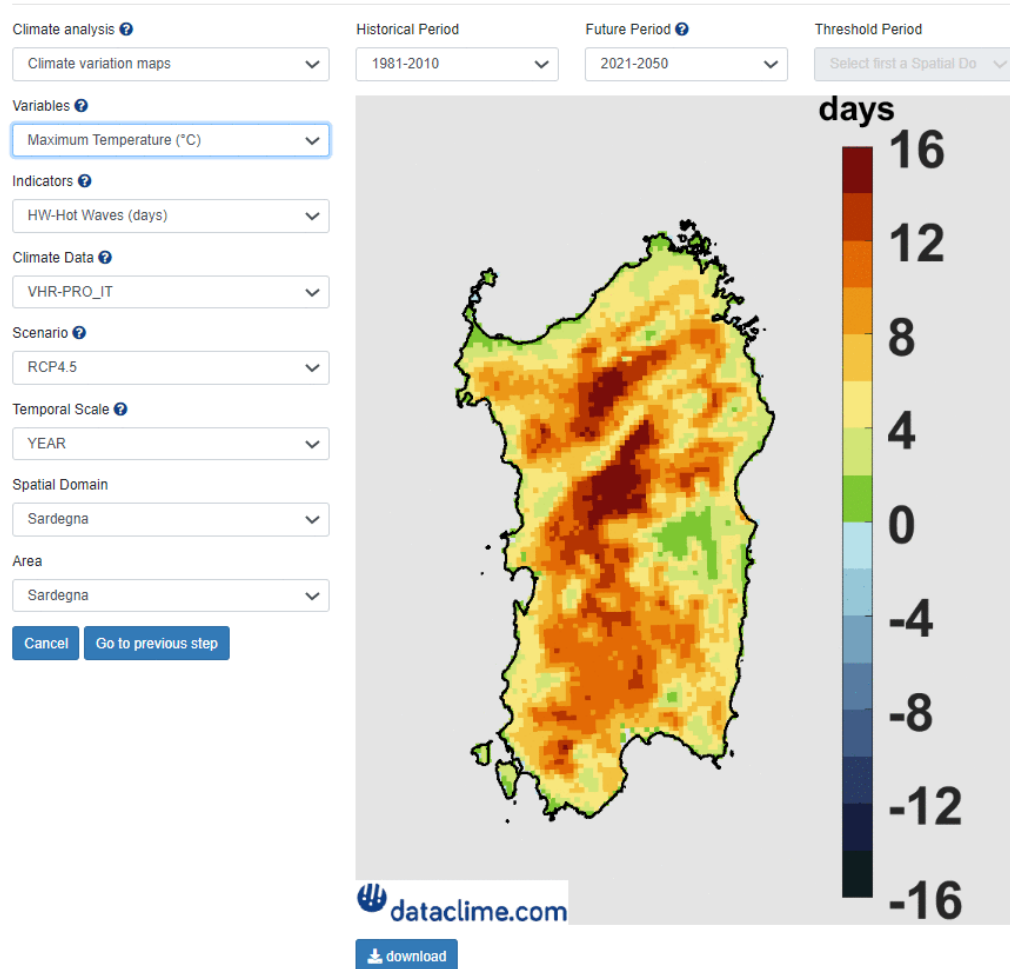 Climate analysis ?
Climate variation maps
Variables ?
Maximum Temperature (°C)
Indicators ?
HW-Hot Waves (days)
Climate Data ?
VHR-PRO_IT
Scenario ?
RCP4.5
Temporal Scale ?
YEAR
Spatial Domain
Sardegna
Area
Sardegna
Cancel Go to previous step
Historical Period Future Period ? Threshold Period
1981-2010 2021-2050 Select first a Spatial Do
days
16
12
8
4
0
-4
-8
-12
-16
dataclime.com
download